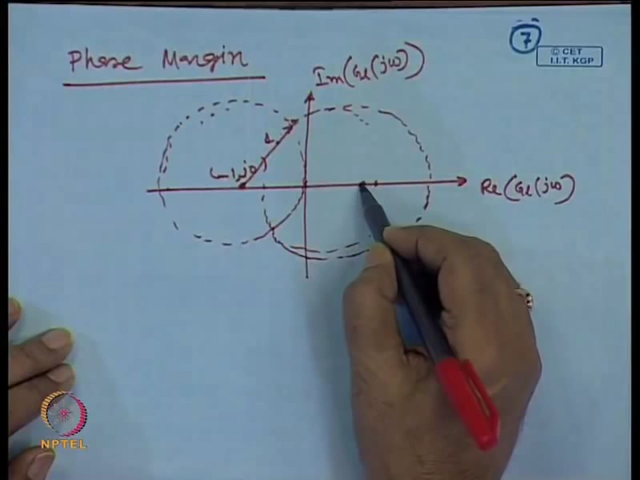 7
© CET
I.I.T. KGP
Phase Margin
Im(GL(jω))
(-1,j0)
Re(GL(jω))
NPTEL